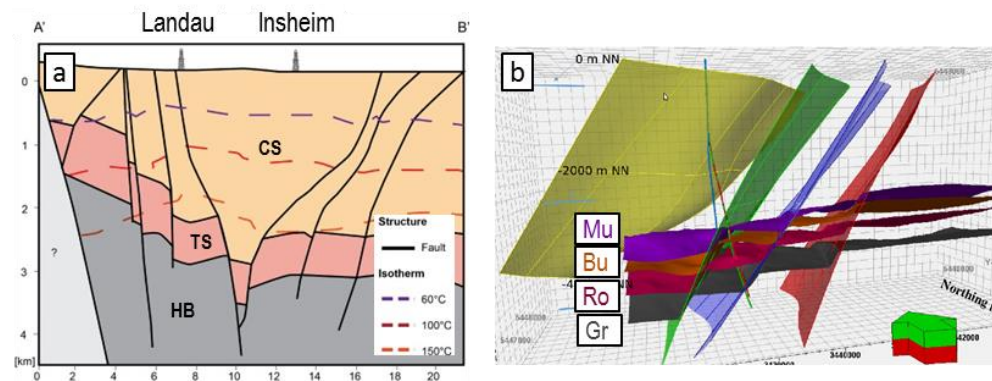 A'
Landau
Insheim
B'
a
0
1
2
3
4
[km]
?
CS
TS
HB
Structure
Fault
Isotherm
60°C
100°C
150°C
0 2 4 6 8 10 12 14 16 18 20
b
0 m NN
-2000 m NN
Mu
Bu
Ro
Gr
Northing
3440000